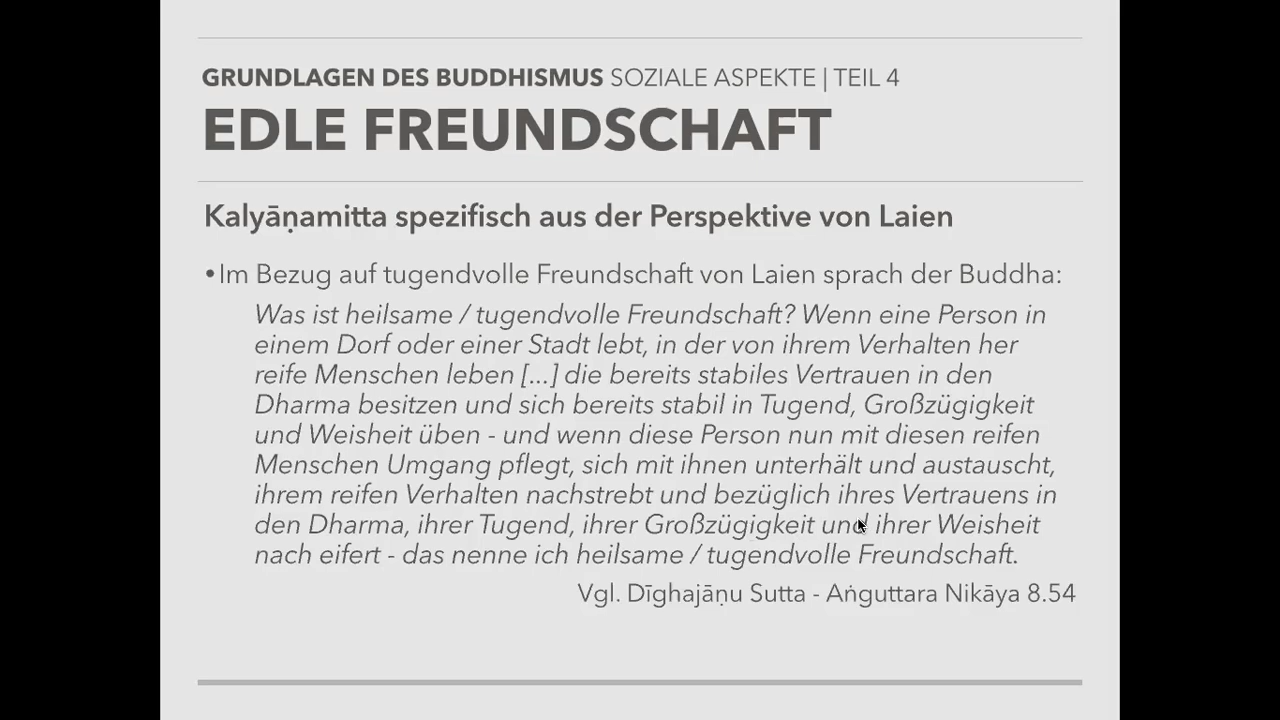 GRUNDLAGEN DES BUDDHISMUS SOZIALE ASPEKTE | TEIL 4
EDLE FREUNDSCHAFT
Kalyāṇamitta spezifisch aus der Perspektive von Laien
•Im Bezug auf tugendvolle Freundschaft von Laien sprach der Buddha:
Was ist heilsame / tugendvolle Freundschaft? Wenn eine Person in
einem Dorf oder einer Stadt lebt, in der von ihrem Verhalten her
reife Menschen leben [...] die bereits stabiles Vertrauen in den
Dharma besitzen und sich bereits stabil in Tugend, Großzügigkeit
und Weisheit üben - und wenn diese Person nun mit diesen reifen
Menschen Umgang pflegt, sich mit ihnen unterhält und austauscht,
ihrem reifen Verhalten nachstrebt und bezüglich ihres Vertrauens in
den Dharma, ihrer Tugend, ihrer Großzügigkeit und ihrer Weisheit
nach eifert - das nenne ich heilsame / tugendvolle Freundschaft.
Vgl. Dīghajāṇu Sutta - Aṅguttara Nikāya 8.54